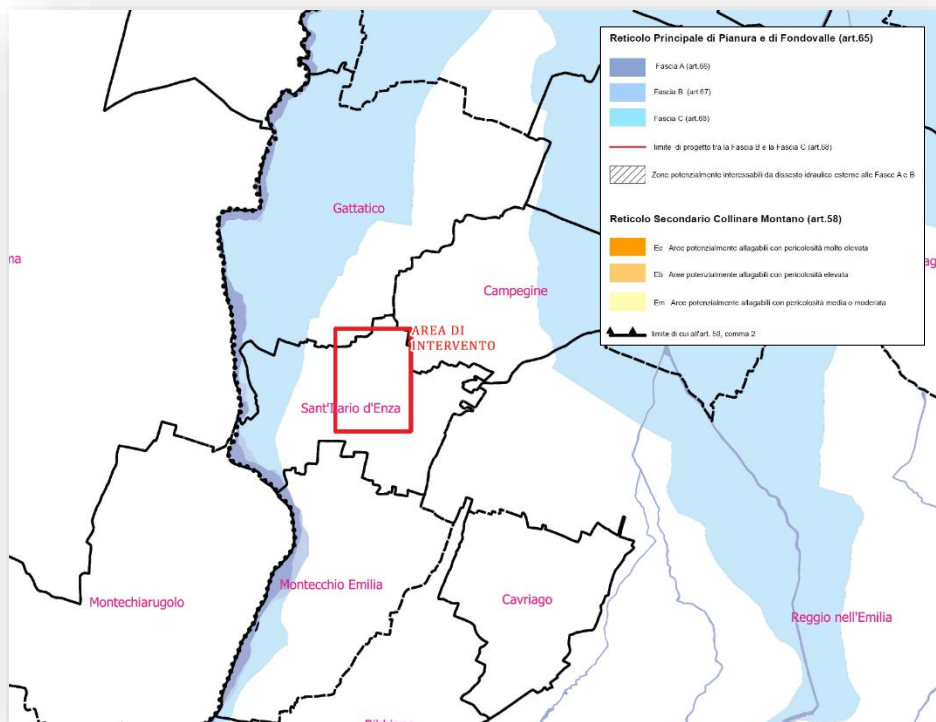 Reticolo Principale di Pianura e di Fondovalle (art.65)
Fascia A (art.66)
Fascia B (art 67)
Fascia C (art.68)
limite di progetto tra la Fascia B e la Fascia C (art.68)
Zone potenzialmente interessabili da dissesto idraulico esterne alle Fasce A e B
Reticolo Secondario Collinare Montano (art.58)
Ee Aree potenzialmente allagabili con pericolosità molto elevata
Eb Aree potenzialmente allagabili con pericolosità elevata
Em Aree potenzialmente allagabili con pericolosità media o moderata
limite di cui all'art. 58, comma 2
Gattatico
ma
ag
Campegine
AREA DI
INTERVENTO
Sant'Ilario d'Enza
Montecchio Emilia
Montechiarugolo
Cavriago
Reggio nell'Emilia